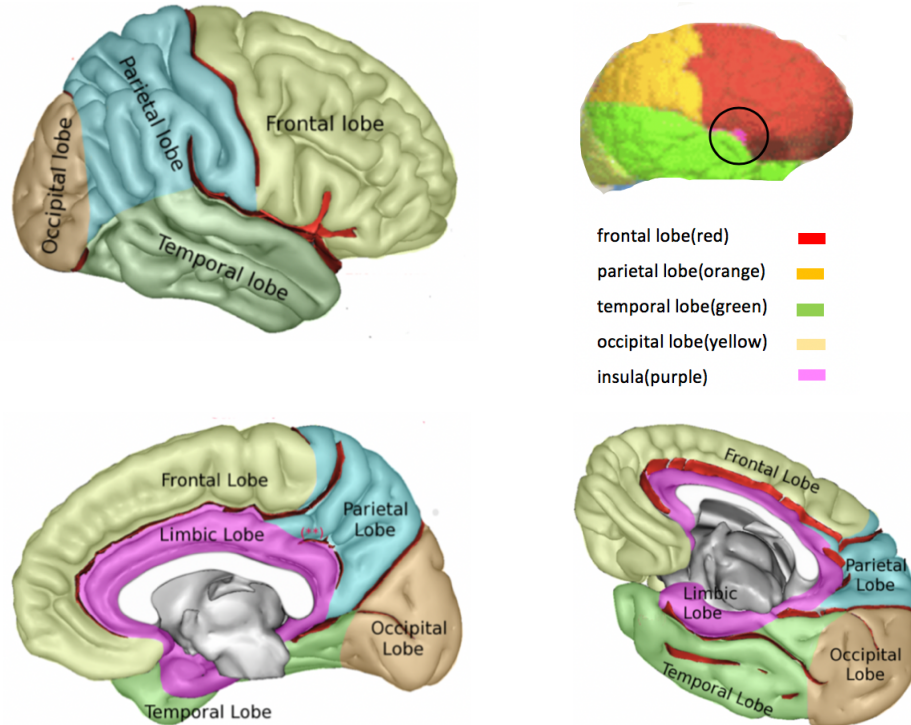 Parietal lobe
Frontal lobe
Occipital lobe
Temporal lobe
frontal lobe(red)
parietal lobe(orange)
temporal lobe(green)
occipital lobe(yellow)
insula(purple)
Frontal Lobe
Parietal
Lobe
Limbic Lobe
(**)
Occipital
Lobe
Temporal Lobe
Frontal Lobe
Parietal
Lobe
Limbic
Lobe
Occipital
Lobe
Temporal Lobe